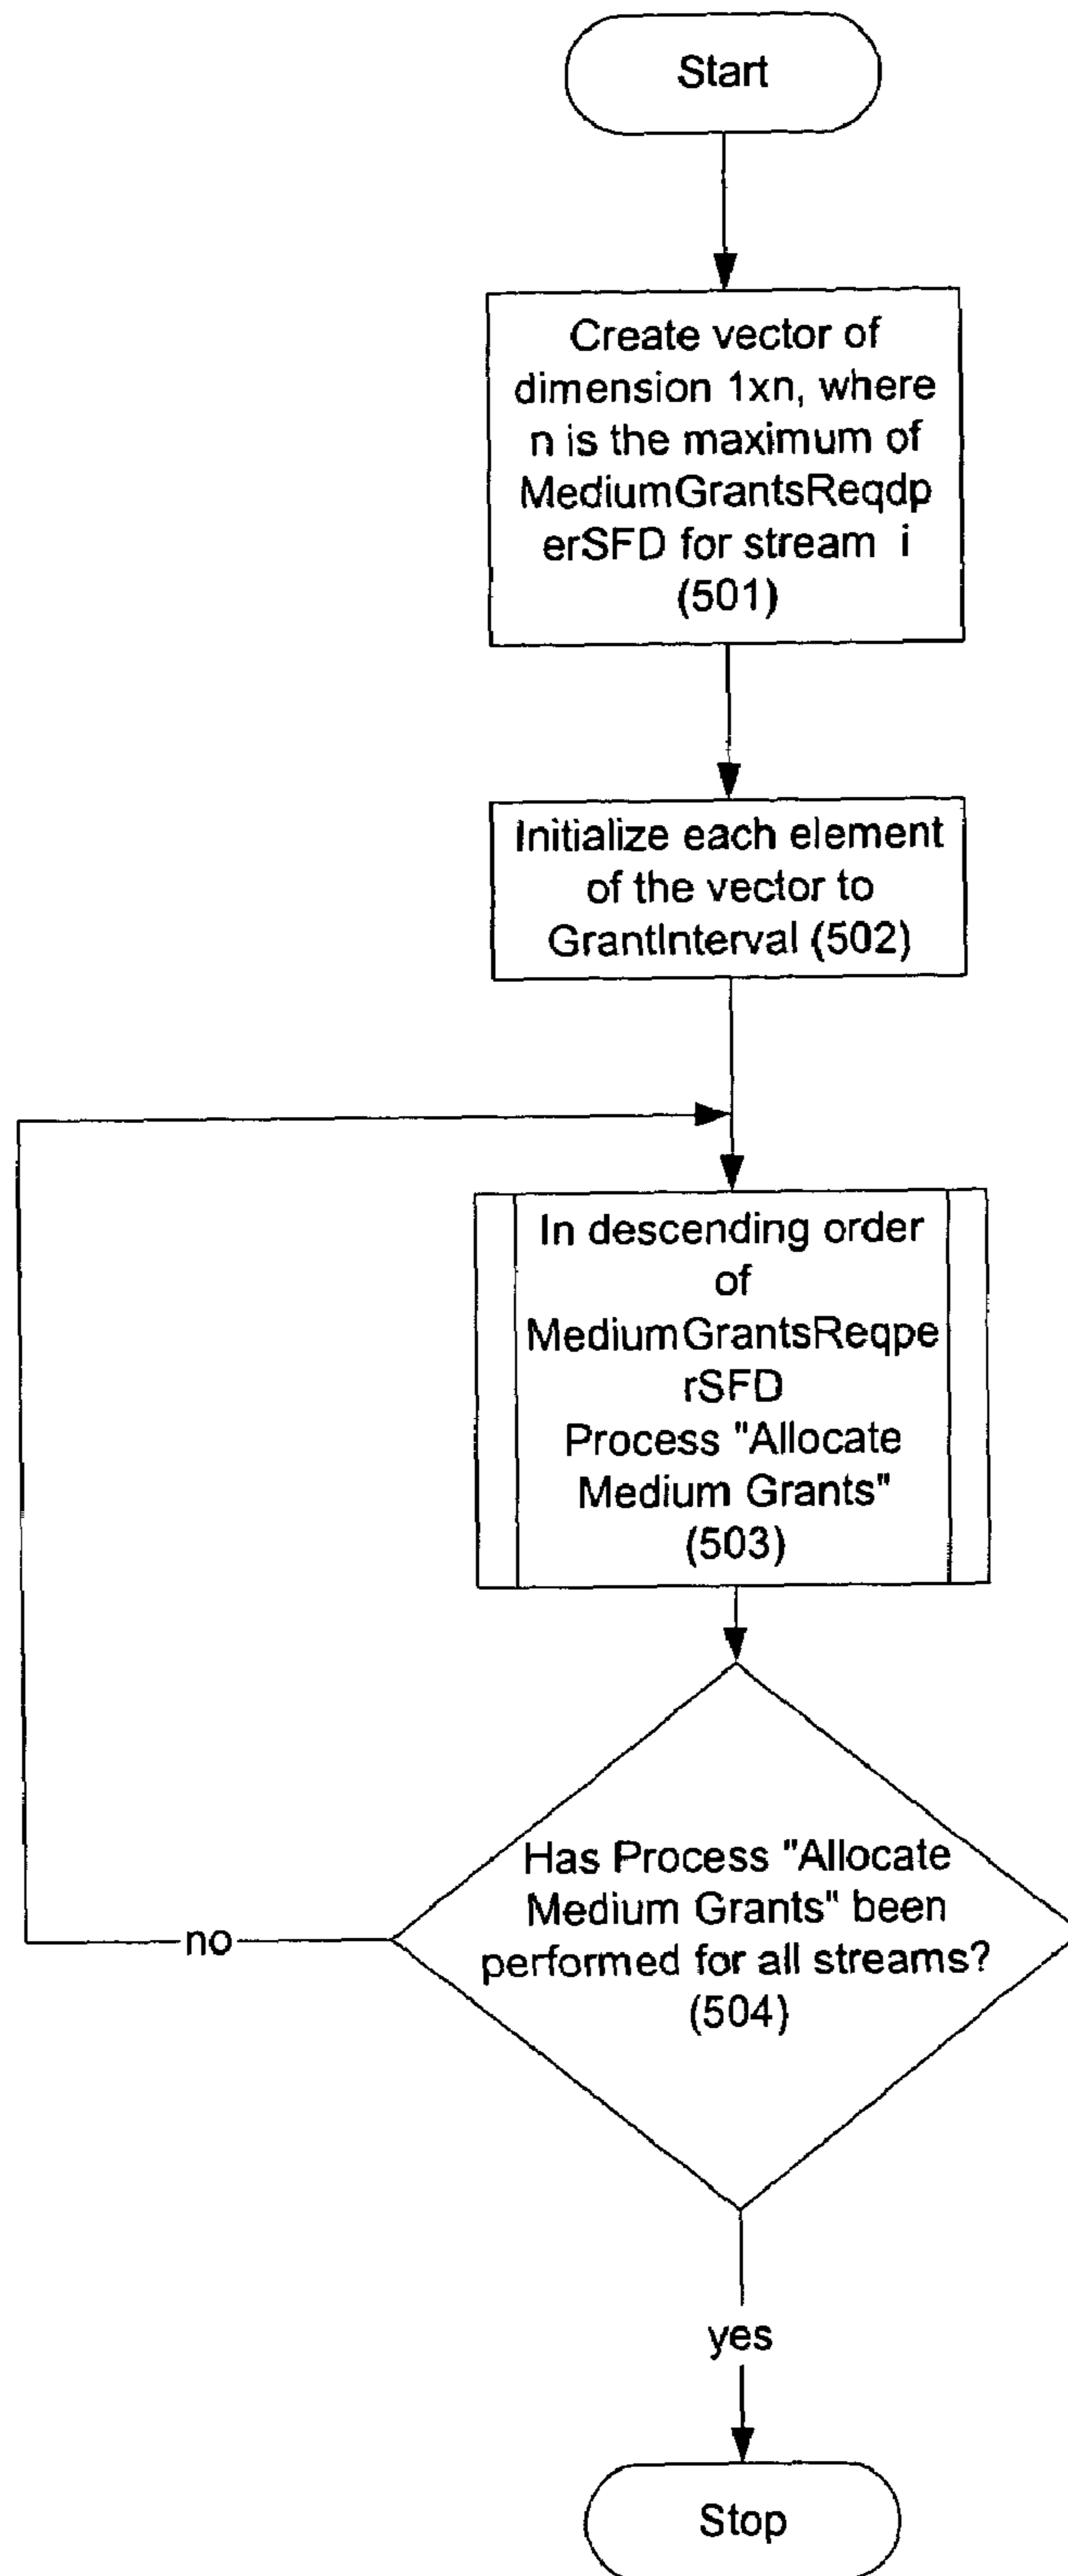 Start
Create vector of
dimension 1xn, where
n is the maximum of
MediumGrantsReqdp
erSFD for stream i
(501)
Initialize each element
of the vector to
GrantInterval (502)
In descending order
of
MediumGrantsReqpe
rSFD
Process "Allocate
Medium Grants"
(503)
Has Process "Allocate
Medium Grants" been
performed for all streams?
(504)
no
yes
Stop